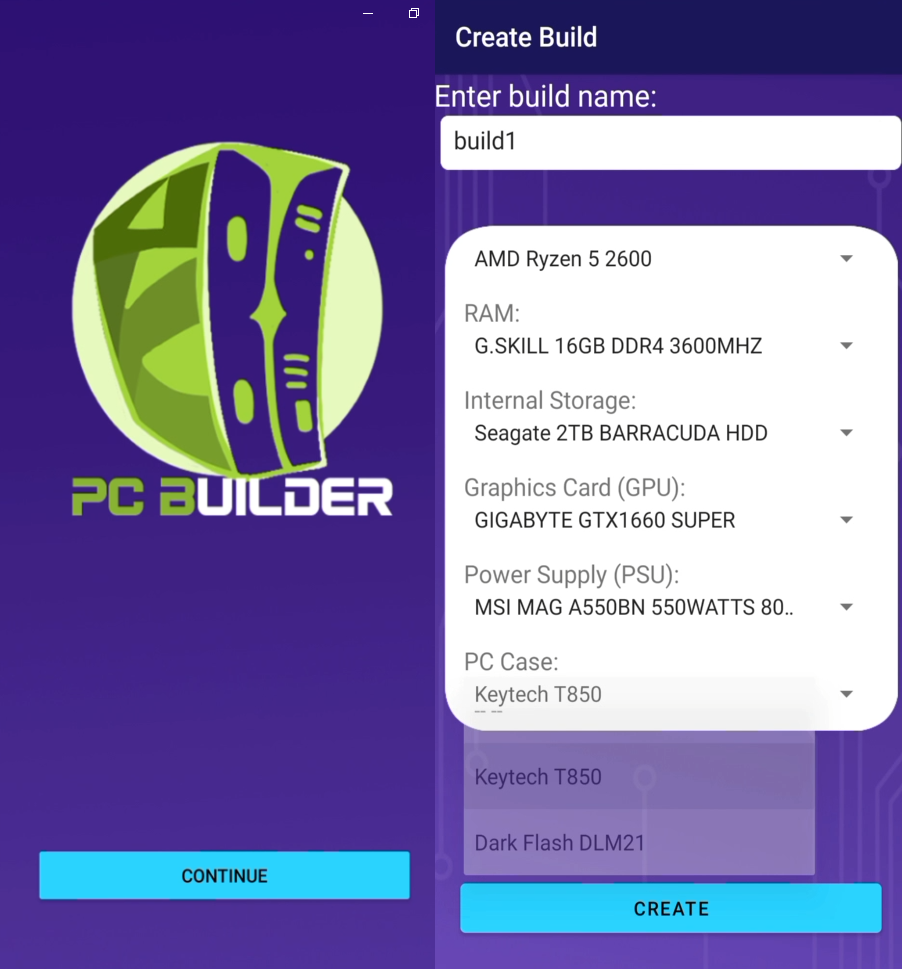 PC BUILDER
CONTINUE
Create Build
Enter build name:
build1
AMD Ryzen 5 2600
RAM:
G.SKILL 16GB DDR4 3600MHZ
Internal Storage:
Seagate 2TB BARRACUDA HDD
Graphics Card (GPU):
GIGABYTE GTX1660 SUPER
Power Supply (PSU):
MSI MAG A550BN 550WATTS 80..
PC Case:
Keytech T850
-- --
Keytech T850
Dark Flash DLM21
CREATE